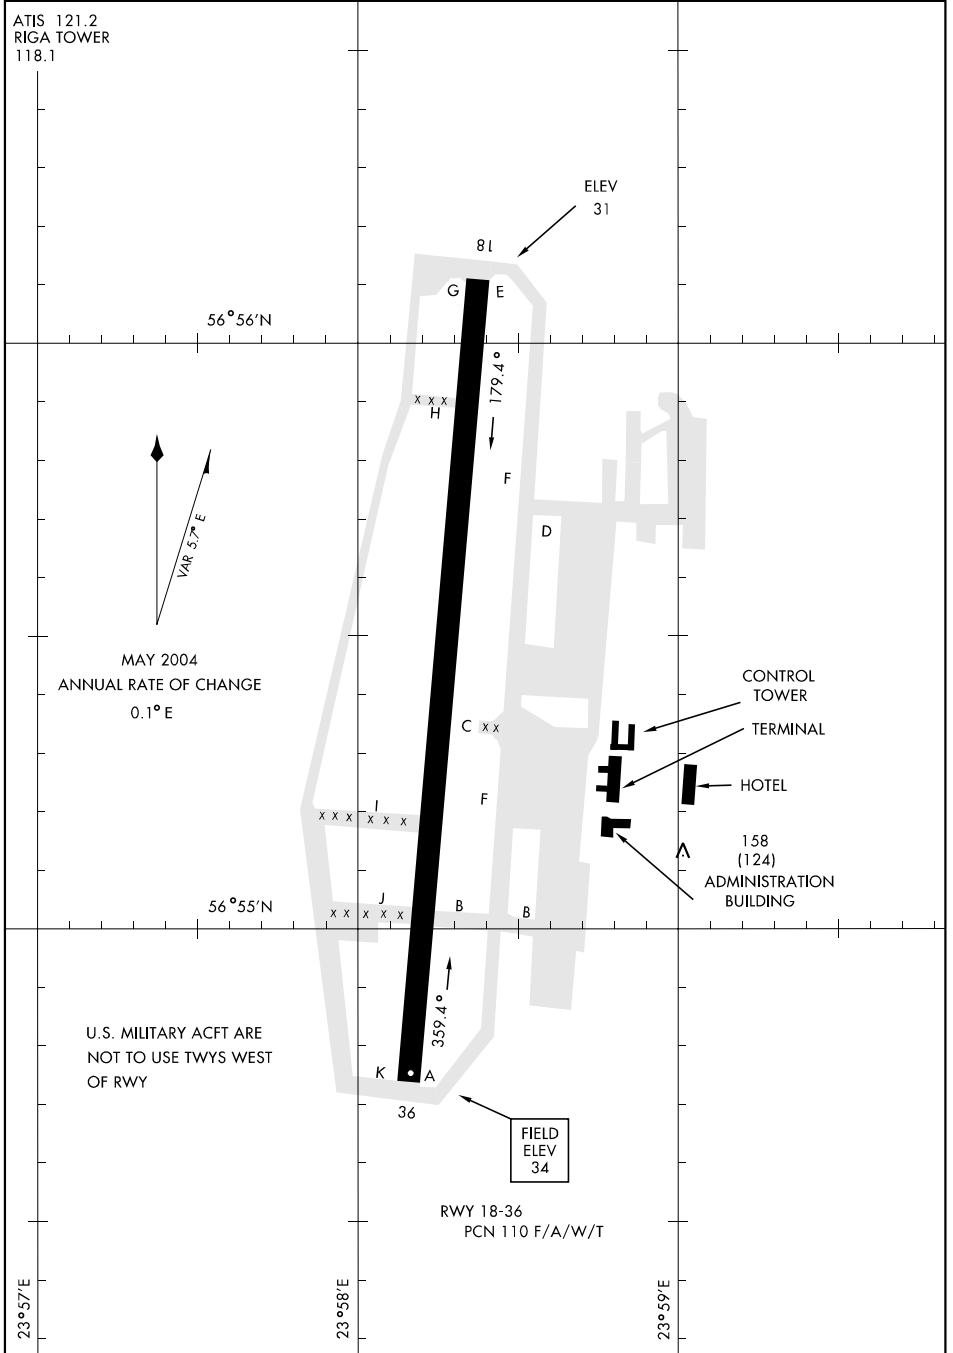 ATIS 121.2
RIGA TOWER
118.1
ELEV
31
18
G
E
56°56'N
179.4°
X X X
H
F
D
VAR 5.7° E
MAY 2004
ANNUAL RATE OF CHANGE
0.1° E
CONTROL
TOWER
TERMINAL
C
X X
HOTEL
F
I
X X X X X X
158
(124)
ADMINISTRATION
BUILDING
56°55'N
J
X X X X X
B
B
359.4°
U.S. MILITARY ACFT ARE
NOT TO USE TWYS WEST
OF RWY
K
A
36
FIELD
ELEV
34
RWY 18-36
PCN 110 F/A/W/T
23°57'E
23°58'E
23°59'E